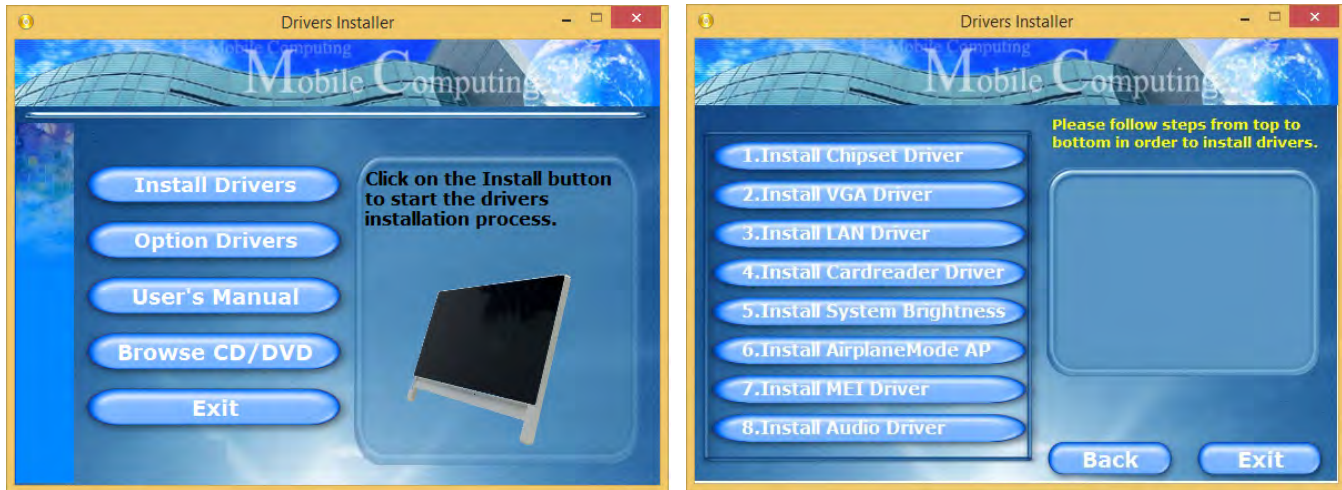 Drivers Installer
Mobile Computing
Mobile Computing
Install Drivers
Option Drivers
User's Manual
Browse CD/DVD
Exit
Click on the Install button
to start the drivers
installation process.
Drivers Installer
Mobile Computing
Mobile Computing
Please follow steps from top to
bottom in order to install drivers.
1.Install Chipset Driver
2.Install VGA Driver
3.Install LAN Driver
4.Install Cardreader Driver
5.Install System Brightness
6.Install AirplaneMode AP
7.Install MEI Driver
8.Install Audio Driver
Back
Exit